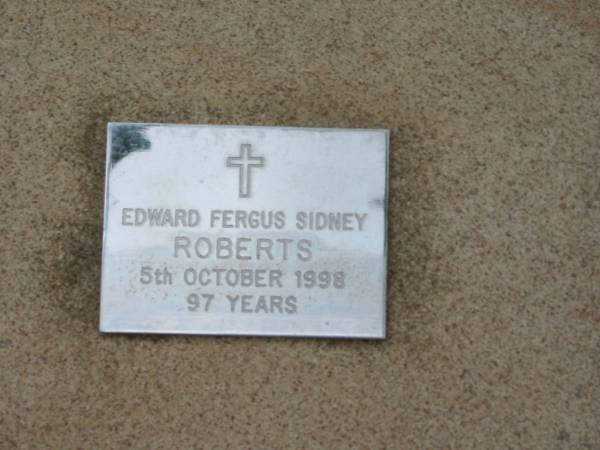 EDWARD FERGUS SIDNEY
ROBERTS
5th OCTOBER 1998
97 YEARS